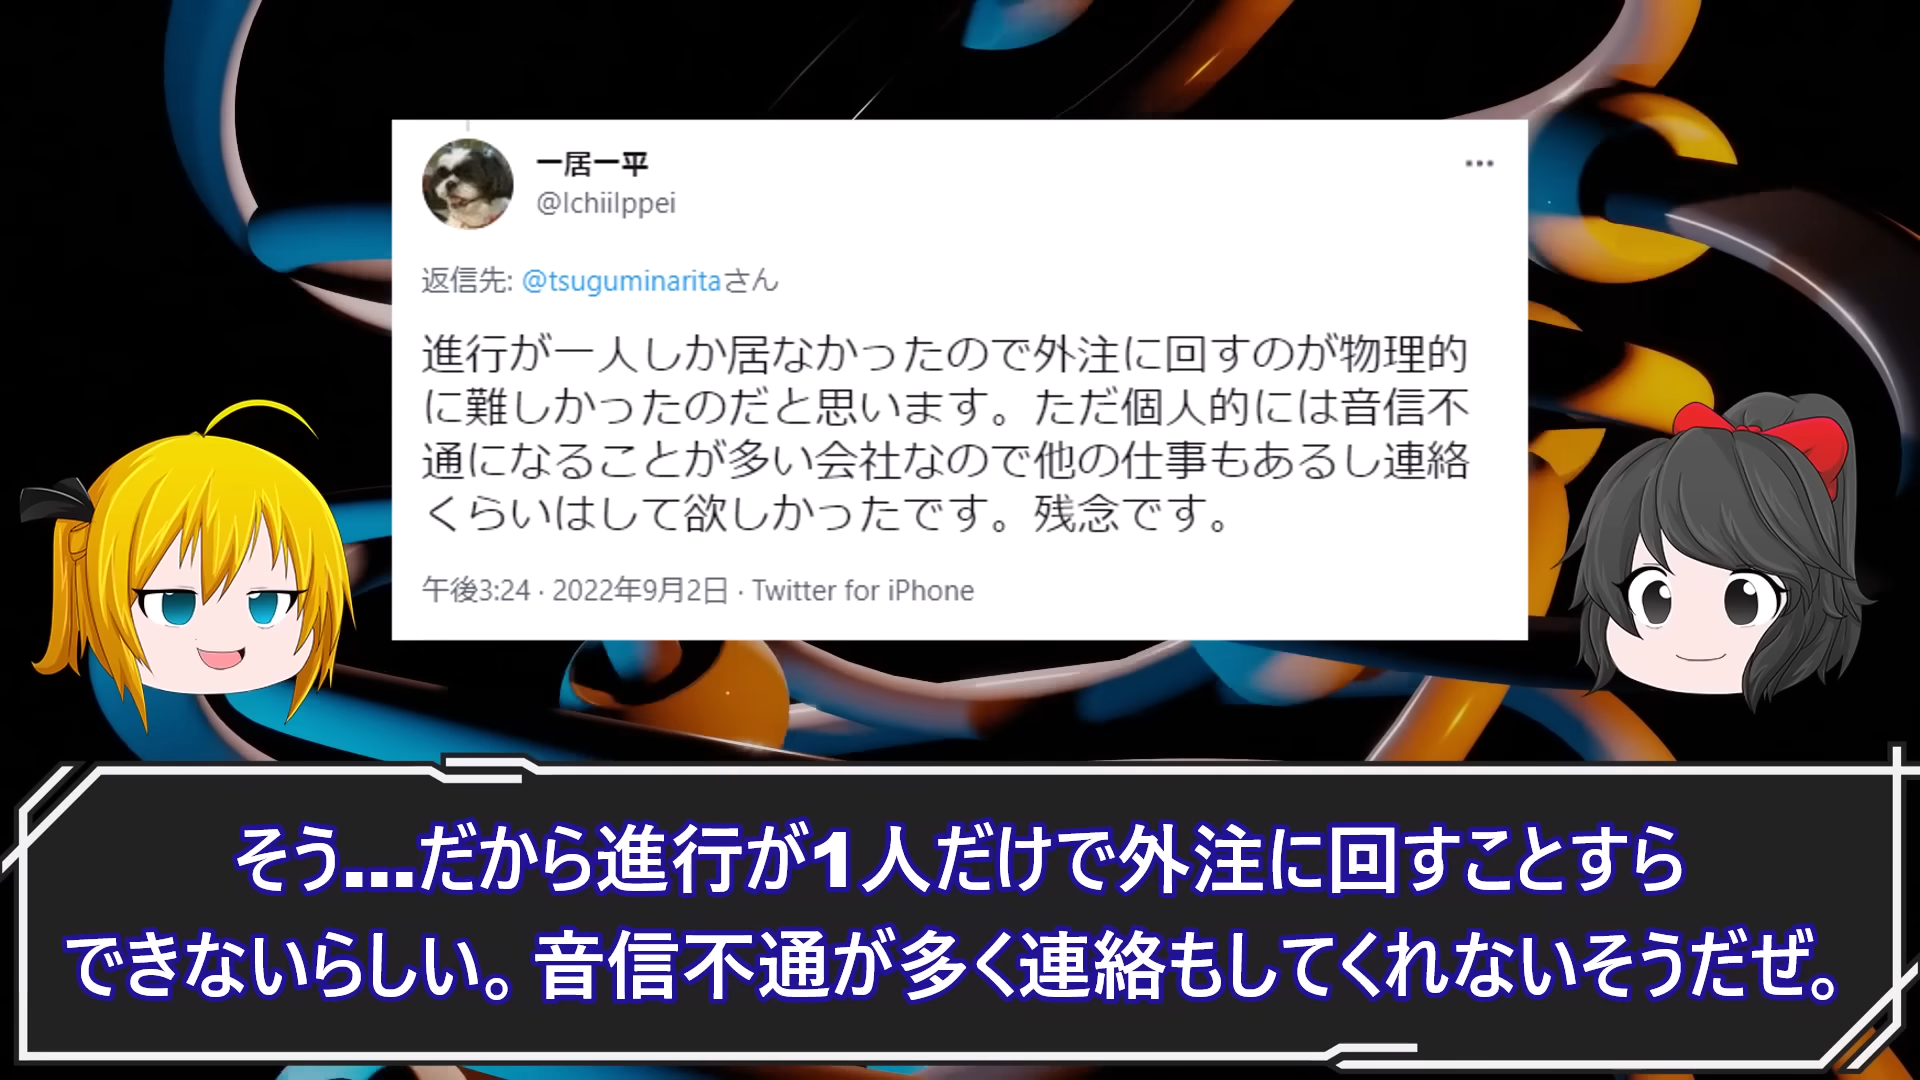 一居一平
@IchiiIppei
返信先: @tsuguminaritaさん
進行が一人しか居なかったので外注に回すのが物理的
に難しかったのだと思います。ただ個人的には音信不
通になることが多い会社なので他の仕事もあるし連絡
くらいはして欲しかったです。残念です。
午後3:24 · 2022年9月2日 · Twitter for iPhone
そう...だから進行が1人だけで外注に回すことすら
できないらしい。音信不通が多く連絡もしてくれないそうだぜ。